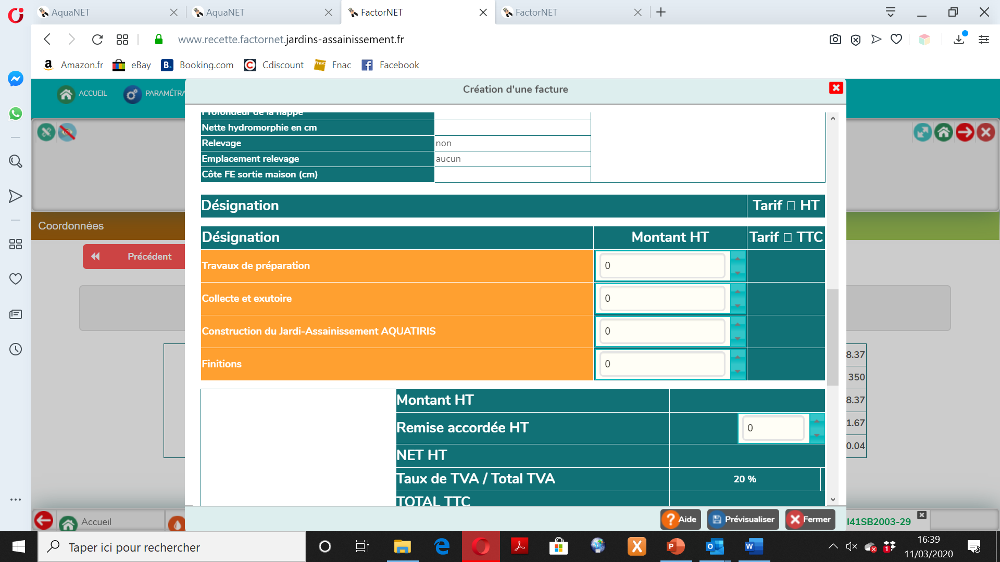 AquaNET
AquaNET
FactorNET
FactorNET
www.recette.factornet.jardins-assainissement.fr
Amazon.fr
eBay
Booking.com
Cdiscount
Fnac
Facebook
ACCUEIL
PARAMÉTRA
Création d'une facture
Profondeur de la nappe
Nette hydromorphie en cm
Relevage non
Emplacement relevage aucun
Côte FE sortie maison (cm)
Coordonnées
Précédent
Désignation Tarif □ HT
Désignation Montant HT Tarif □ TTC
Travaux de préparation 0
Collecte et exutoire 0
Construction du Jardi-Assainissement AQUATIRIS 0
Finitions 0
8.37
350
8.37
1.67
0.04
Montant HT
Remise accordée HT 0
NET HT
Taux de TVA / Total TVA 20 %
TOTAL TTC
Aide
Prévisualiser
Fermer
Accueil
I41SB2003-29
Taper ici pour rechercher
16:39
11/03/2020